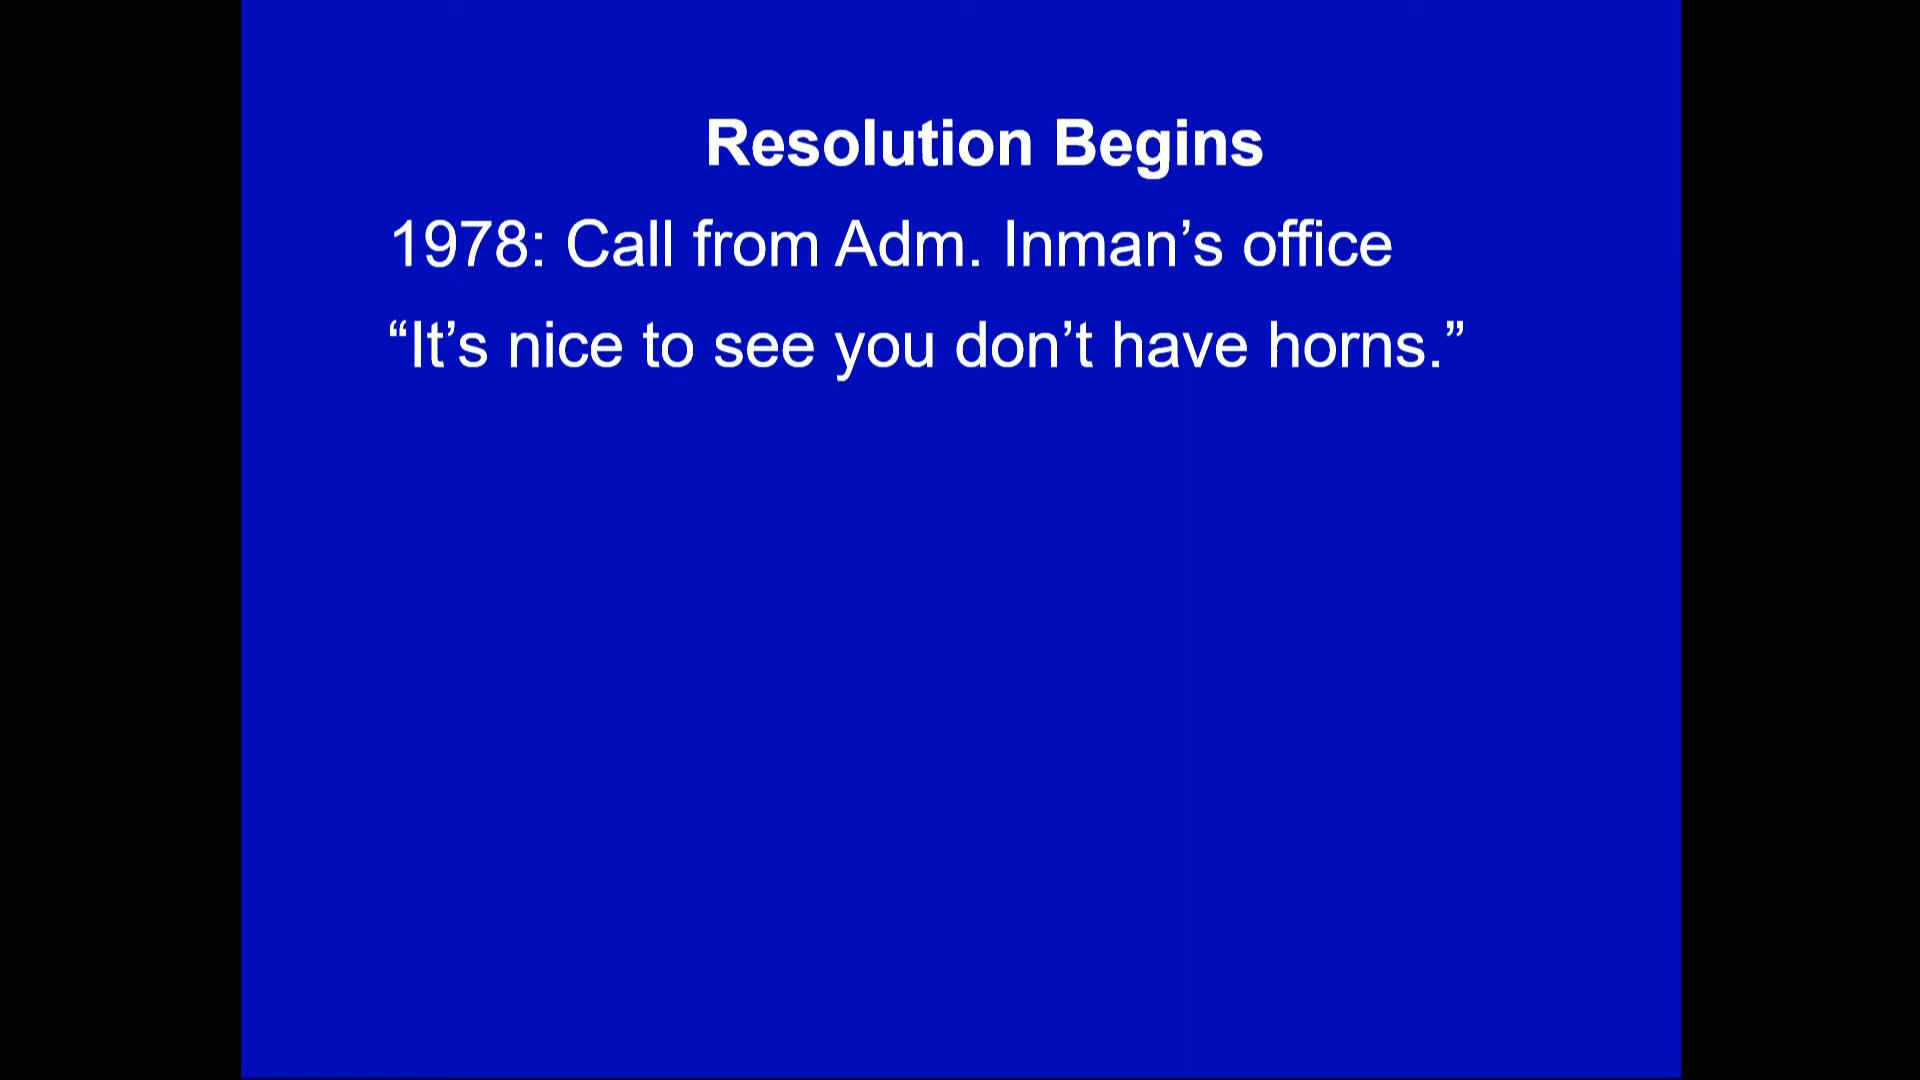 Resolution Begins
1978: Call from Adm. Inman’s office
“It’s nice to see you don’t have horns.”